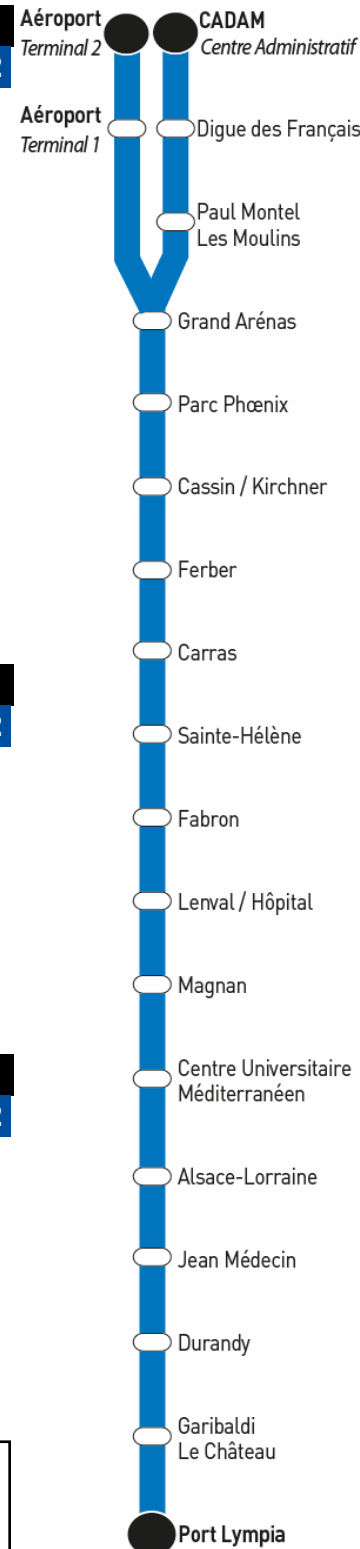 Aéroport
Terminal 2
CADAM
Centre Administratif
Aéroport
Terminal 1
Digue des Français
Paul Montel
Les Moulins
Grand Arénas
Parc Phœnix
Cassin / Kirchner
Ferber
Carras
Sainte-Hélène
Fabron
Lenval / Hôpital
Magnan
Centre Universitaire
Méditerranéen
Alsace-Lorraine
Jean Médecin
Durandy
Garibaldi
Le Château
Port Lympia